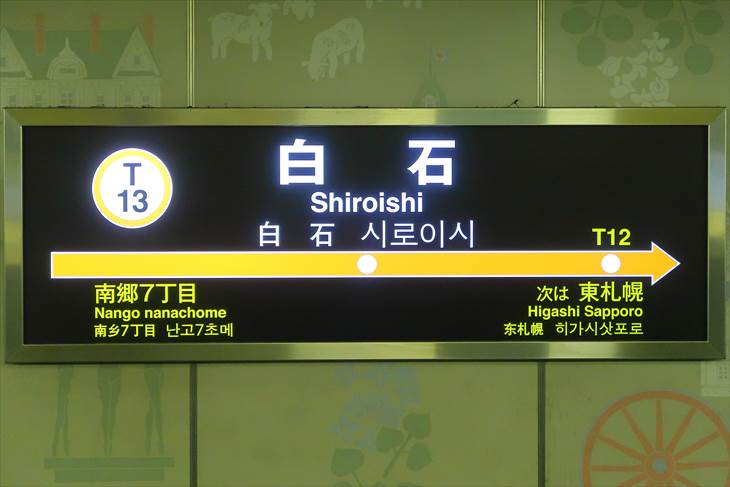 T
13
白 石
Shiroishi
白 石 시로이시
T12
南郷7丁目
Nango nanachome
南乡7丁目 난고7초메
次は 東札幌
Higashi Sapporo
东札幌 히가시삿포로